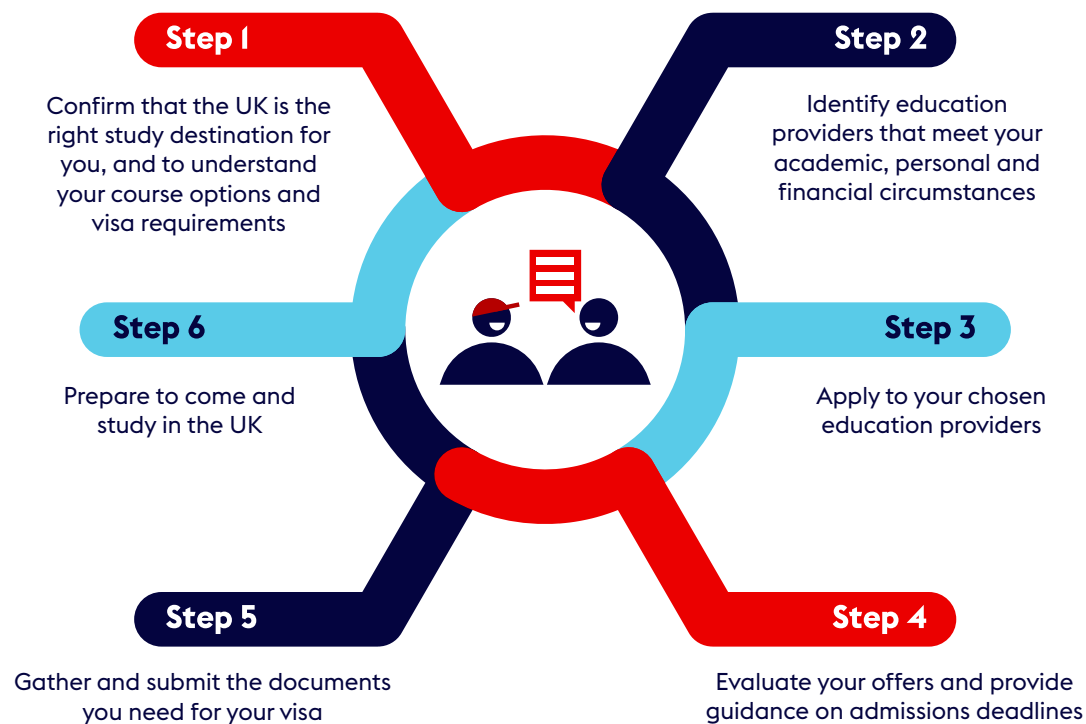 Step 1
Confirm that the UK is the
right study destination for
you, and to understand
your course options and
visa requirements
Step 2
Identify education
providers that meet your
academic, personal and
financial circumstances
Step 3
Apply to your chosen
education providers
Step 4
Evaluate your offers and provide
guidance on admissions deadlines
Step 5
Gather and submit the documents
you need for your visa
Step 6
Prepare to come and
study in the UK